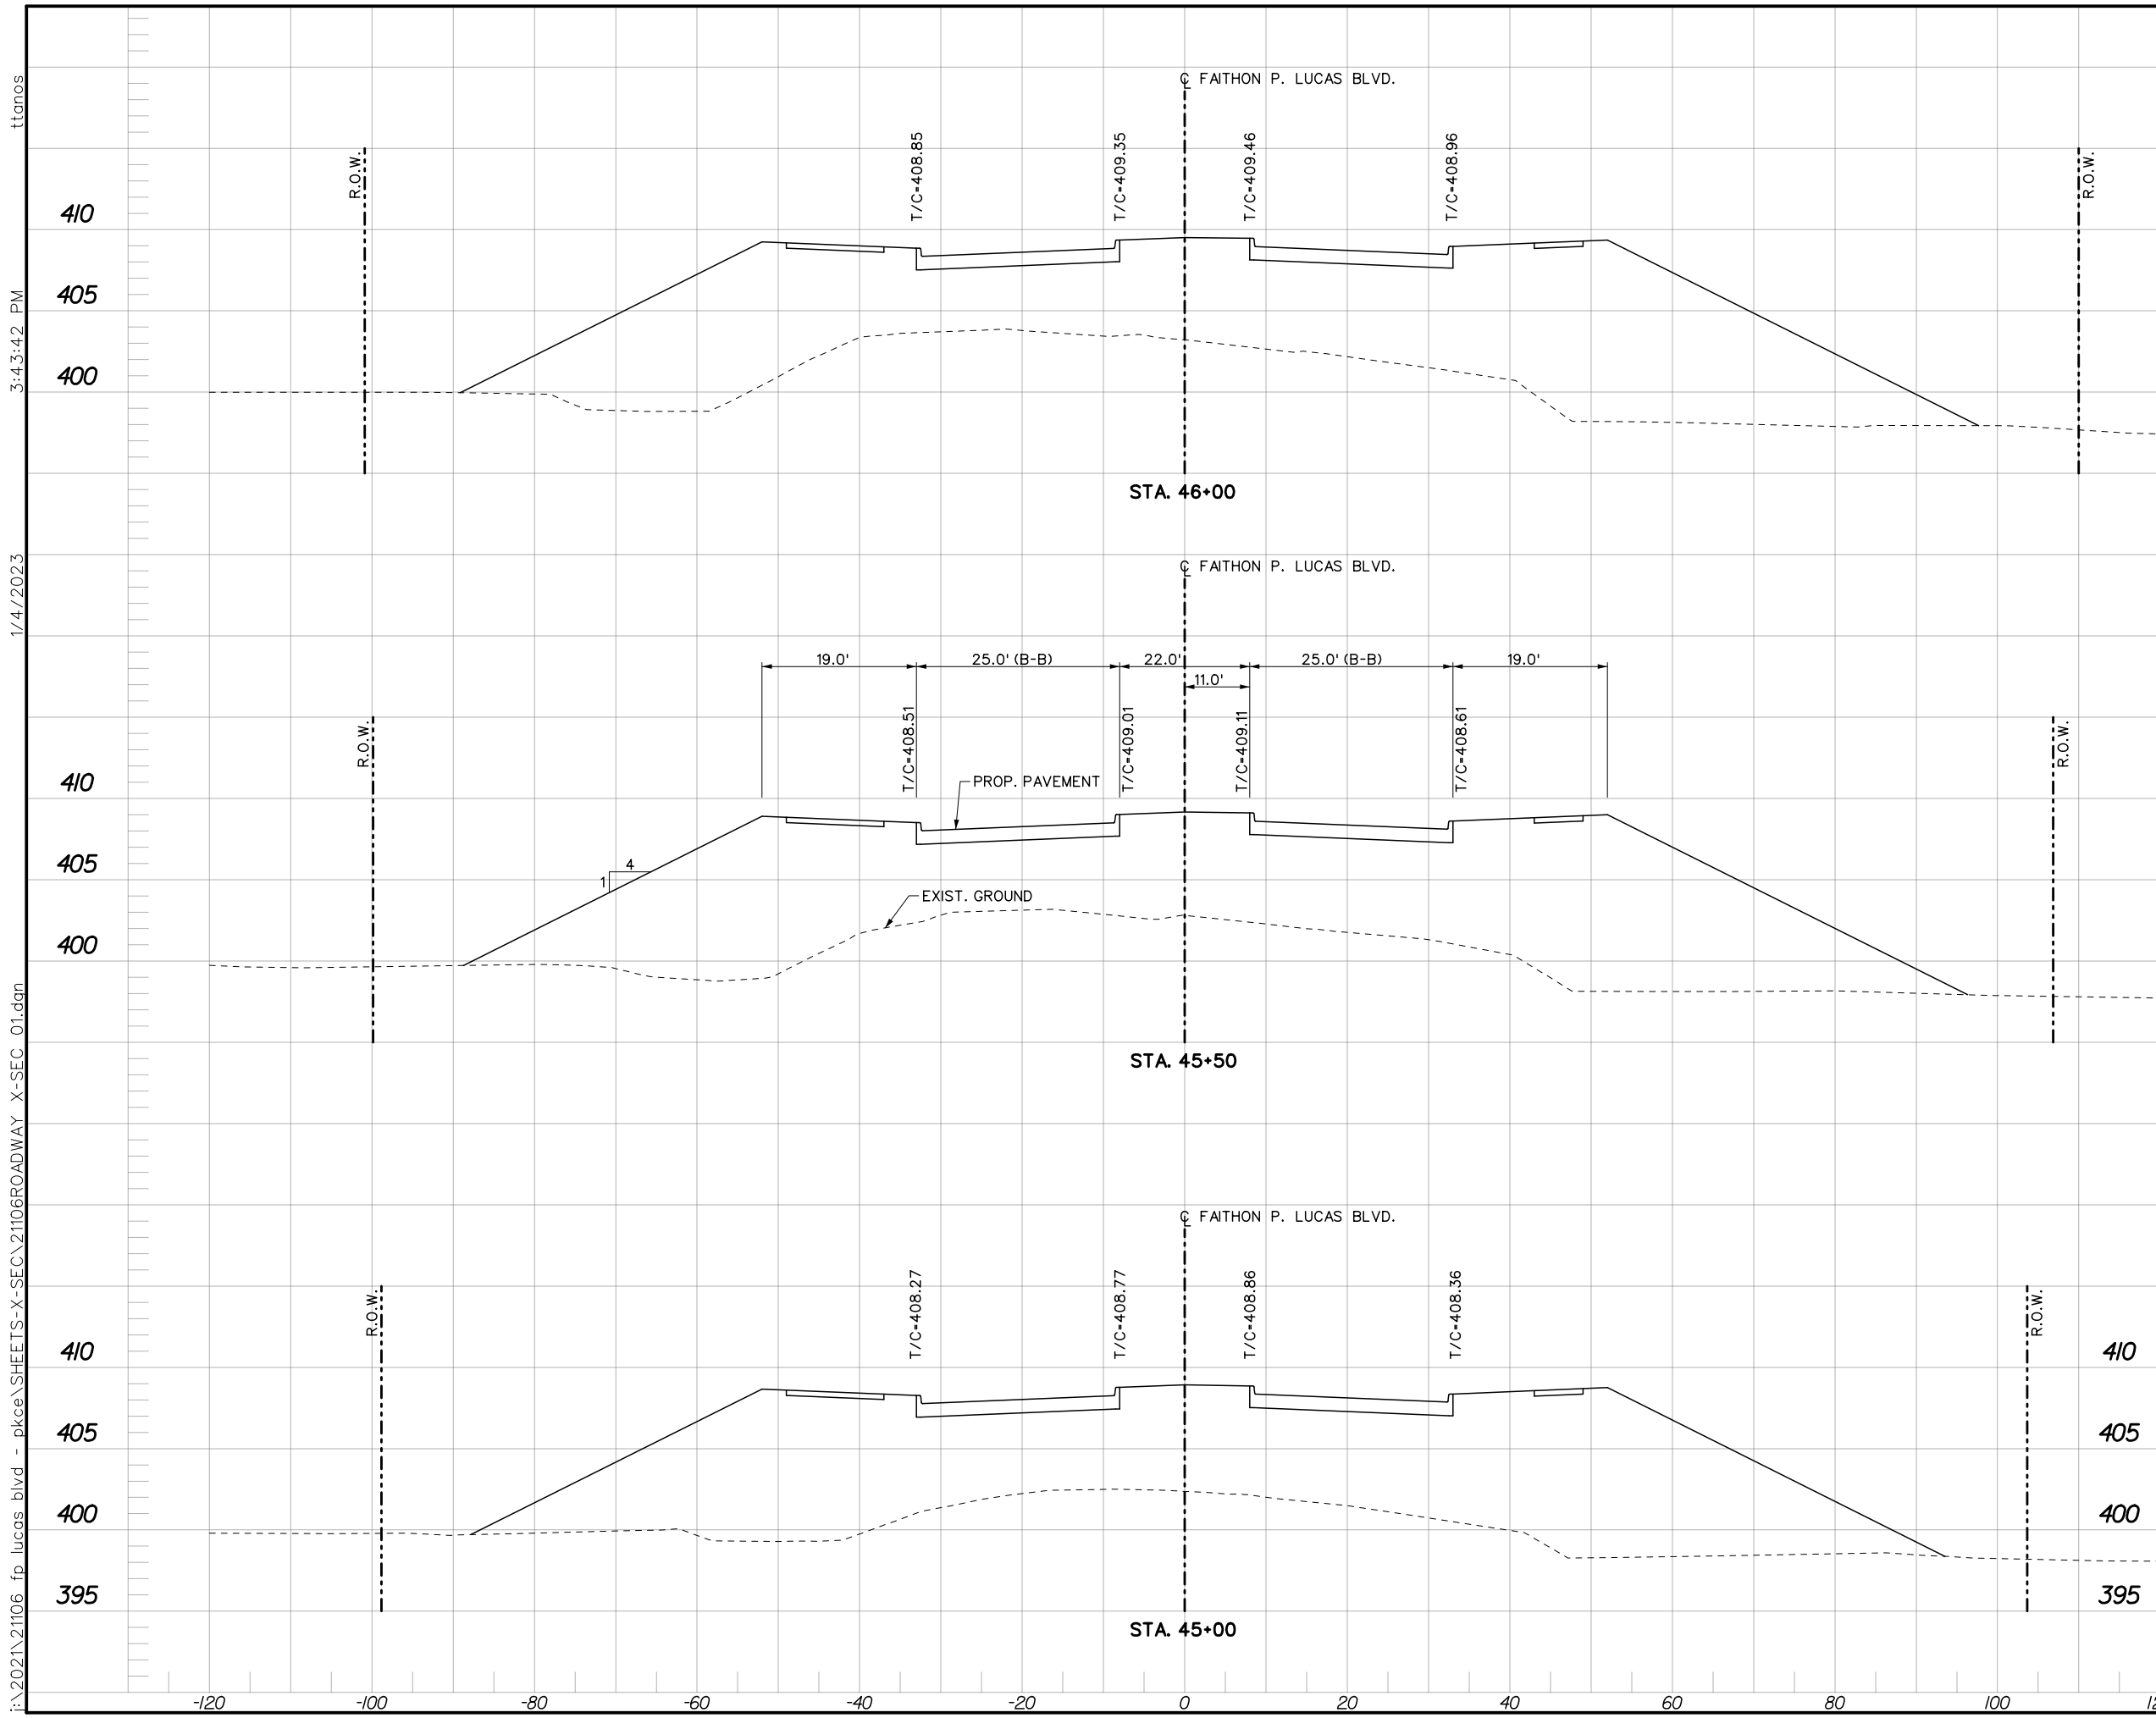 ℄ FAITHON P. LUCAS BLVD.
R.O.W.
T/C=408.85
T/C=409.35
T/C=409.46
T/C=408.96
R.O.W.
410
405
400
STA. 46+00
℄ FAITHON P. LUCAS BLVD.
19.0'
25.0' (B-B)
22.0'
25.0' (B-B)
19.0'
11.0'
R.O.W.
T/C=408.51
T/C=409.01
T/C=409.11
T/C=408.61
R.O.W.
PROP. PAVEMENT
410
4
1
405
EXIST. GROUND
400
STA. 45+50
℄ FAITHON P. LUCAS BLVD.
R.O.W.
T/C=408.27
T/C=408.77
T/C=408.86
T/C=408.36
R.O.W.
410 410
405 405
400 400
395 395
STA. 45+00
-120 -100 -80 -60 -40 -20 0 20 40 60 80 100
j:\2021\21106 fp lucas blvd - pkce\SHEETS-X-SEC\21106ROADWAY X-SEC 01.dgn 1/4/2023 3:43:42 PM ttanos